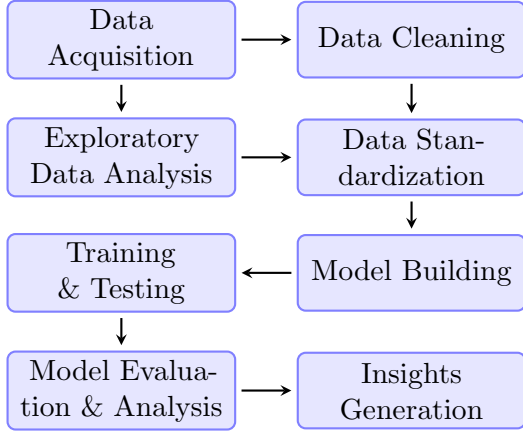 Data
Acquisition
Data Cleaning
Exploratory
Data Analysis
Data Stan-
dardization
Training
& Testing
Model Building
Model Evalua-
tion & Analysis
Insights
Generation